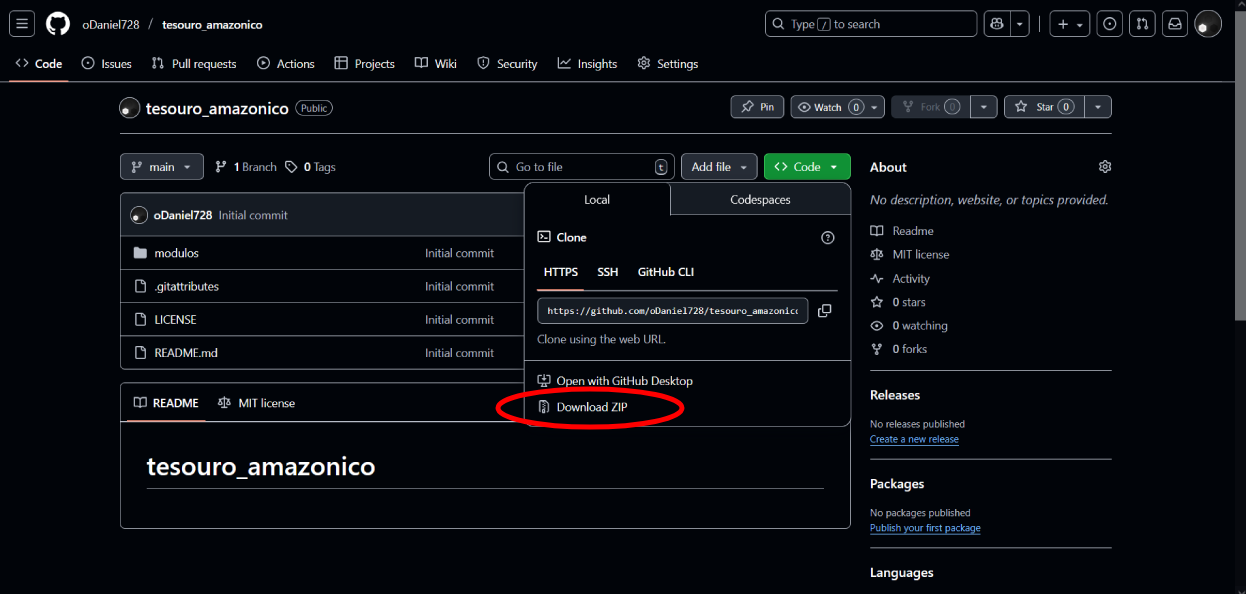 oDaniel728 / tesouro_amazonico
Type / to search
Code Issues Pull requests Actions Projects Wiki Security Insights Settings
tesouro_amazonico Public
Pin Watch 0 Fork 0 Star 0
main 1 Branch 0 Tags
Go to file t Add file Code
oDaniel728 Initial commit
modulos Initial commit
.gitattributes Initial commit
LICENSE Initial commit
README.md Initial commit
Local Codespaces
Clone
HTTPS SSH GitHub CLI
https://github.com/oDaniel728/tesouro_amazonico
Clone using the web URL.
Open with GitHub Desktop
Download ZIP
README MIT license
tesouro_amazonico
About
No description, website, or topics provided.
Readme
MIT license
Activity
0 stars
0 watching
0 forks
Releases
No releases published
Create a new release
Packages
No packages published
Publish your first package
Languages